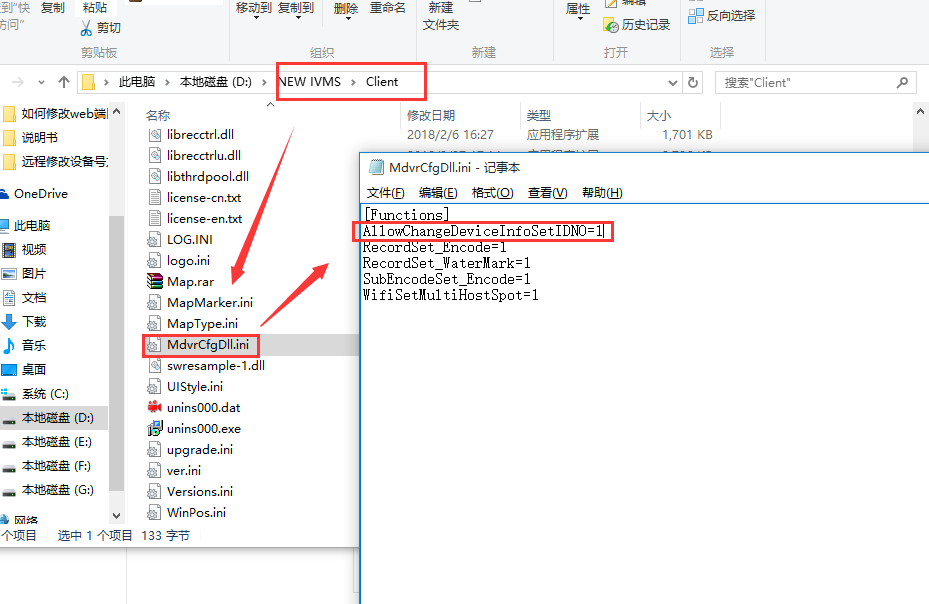 到"快
访问"
复制
粘贴
剪切
剪贴板
移动到
复制到
删除
重命名
组织
新建
文件夹
新建
属性
编辑
历史记录
打开
反向选择
选择
此电脑
本地磁盘 (D:)
NEW IVMS
Client
搜索"Client"
如何修改web端
说明书
远程修改设备号
OneDrive
此电脑
视频
图片
文档
下载
音乐
桌面
系统 (C:)
本地磁盘 (D:)
本地磁盘 (E:)
本地磁盘 (F:)
本地磁盘 (G:)
网络
个项目 选中 1 个项目 133 字节
名称 修改日期 类型 大小
librecctrl.dll 2018/2/6 16:27 应用程序扩展 1,701 KB
librecctrlu.dll
libthrdpool.dll
license-cn.txt
license-en.txt
LOG.INI
logo.ini
Map.rar
MapMarker.ini
MapType.ini
MdvrCfgDll.ini
swresample-1.dll
UIStyle.ini
unins000.dat
unins000.exe
upgrade.ini
ver.ini
Versions.ini
WinPos.ini
MdvrCfgDll.ini - 记事本
文件(F) 编辑(E) 格式(O) 查看(V) 帮助(H)
[Functions]
AllowChangeDeviceInfoSetIDNO=1
RecordSet_Encode=1
RecordSet_WaterMark=1
SubEncodeSet_Encode=1
WifiSetMultiHostSpot=1